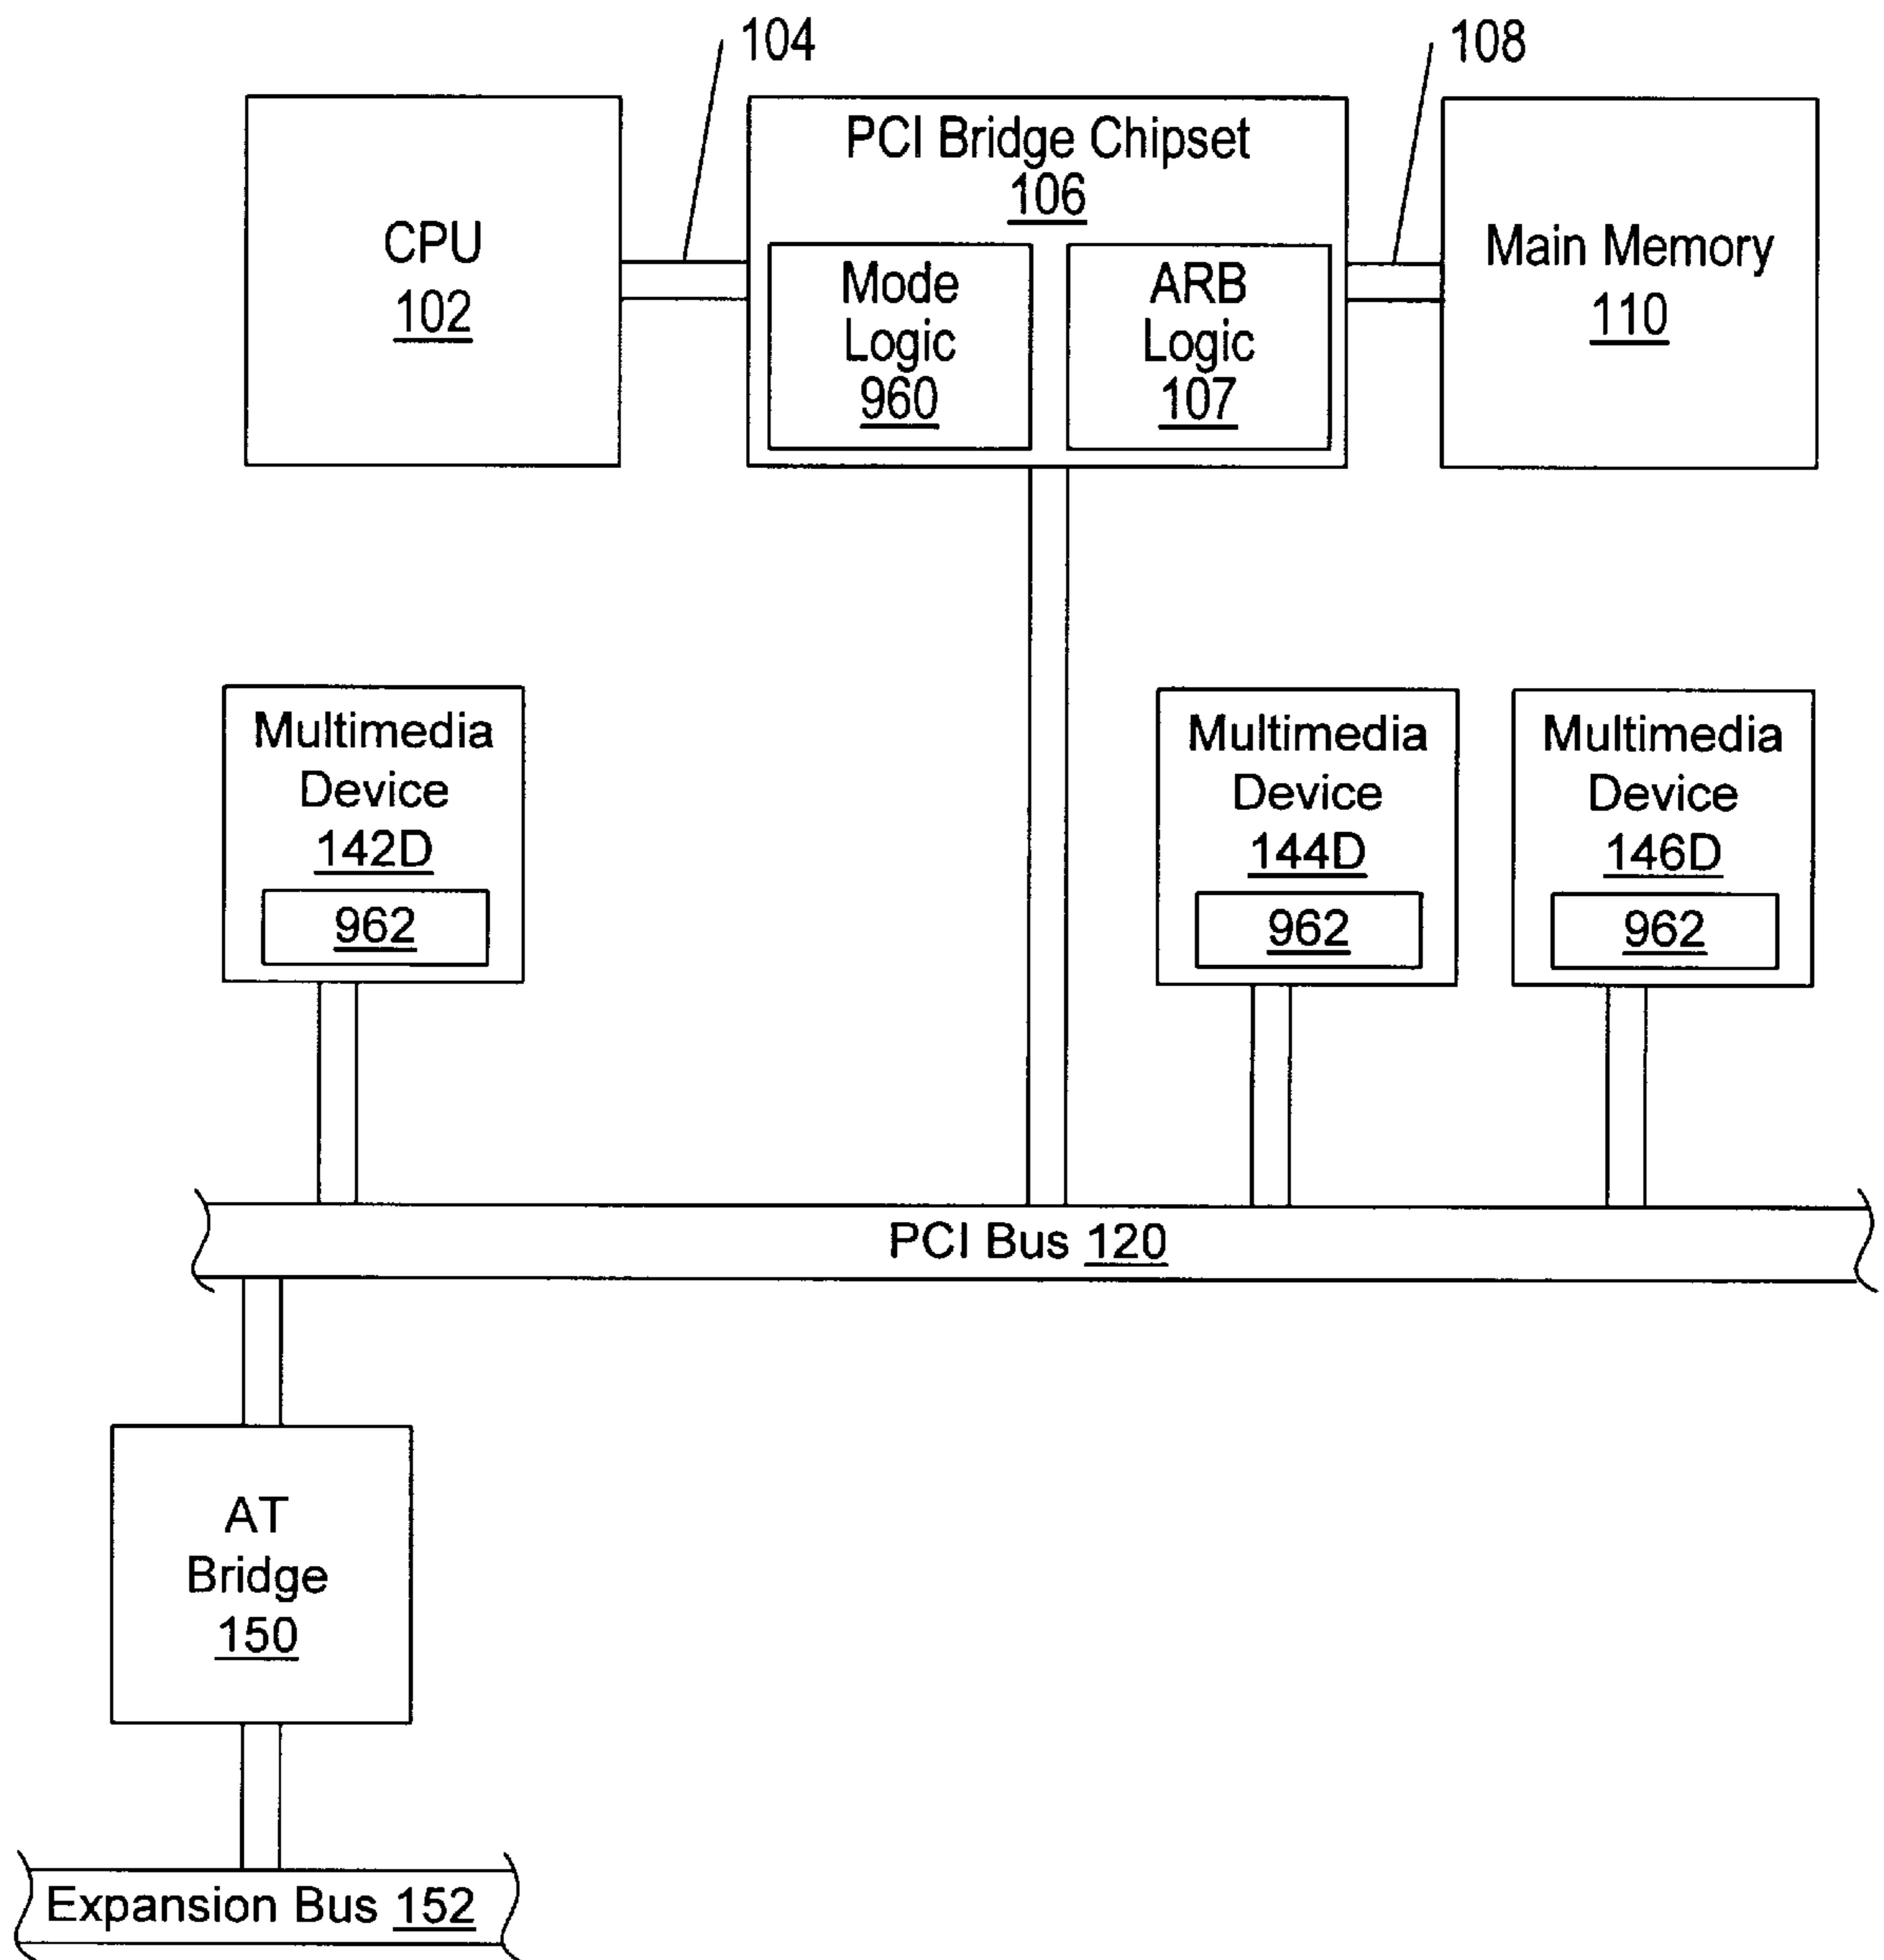 104
108
CPU
102
PCI Bridge Chipset
106
Mode
Logic
960
ARB
Logic
107
Main Memory
110
Multimedia
Device
142D
962
Multimedia
Device
144D
962
Multimedia
Device
146D
962
PCI Bus 120
AT
Bridge
150
Expansion Bus 152